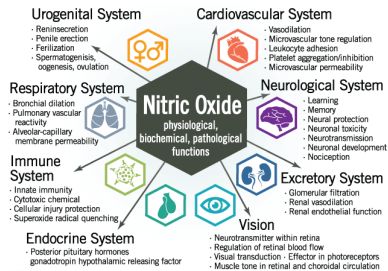 Urogenital System
• Reninsecretion
• Penile erection
• Ferilization
• Spermatogenisis,
oogenesis, ovulation
Cardiovascular System
• Vasodilation
• Microvascular tone regulation
• Leukocyte adhesion
• Platelet aggregation/inhibition
• Microvascular permeability
Respiratory System
• Bronchial dilation
• Pulmonary vascular
reactivity
• Alveolar-capillary
membrane permeability
Nitric Oxide
physiological,
biochemical, pathological
functions
Neurological System
• Learning
• Memory
• Neural protection
• Neuronal toxicity
• Neurotransmission
• Neuronal development
• Nociception
Immune
System
• Innate immunity
• Cytotoxic chemical
• Cellular injury protection
• Superoxide radical quenching
Excretory System
• Glomerular filtration
• Renal vasodilation
• Renal endothelial function
Endocrine System
• Posterior pituitary hormones
gonadotropin hypothalamic releasing factor
Vision
• Neurotransmitter within retina
• Regulation of retinal blood flow
• Visual transduction - Effector in photoreceptors
• Muscle tone in retinal and choroidal circulation